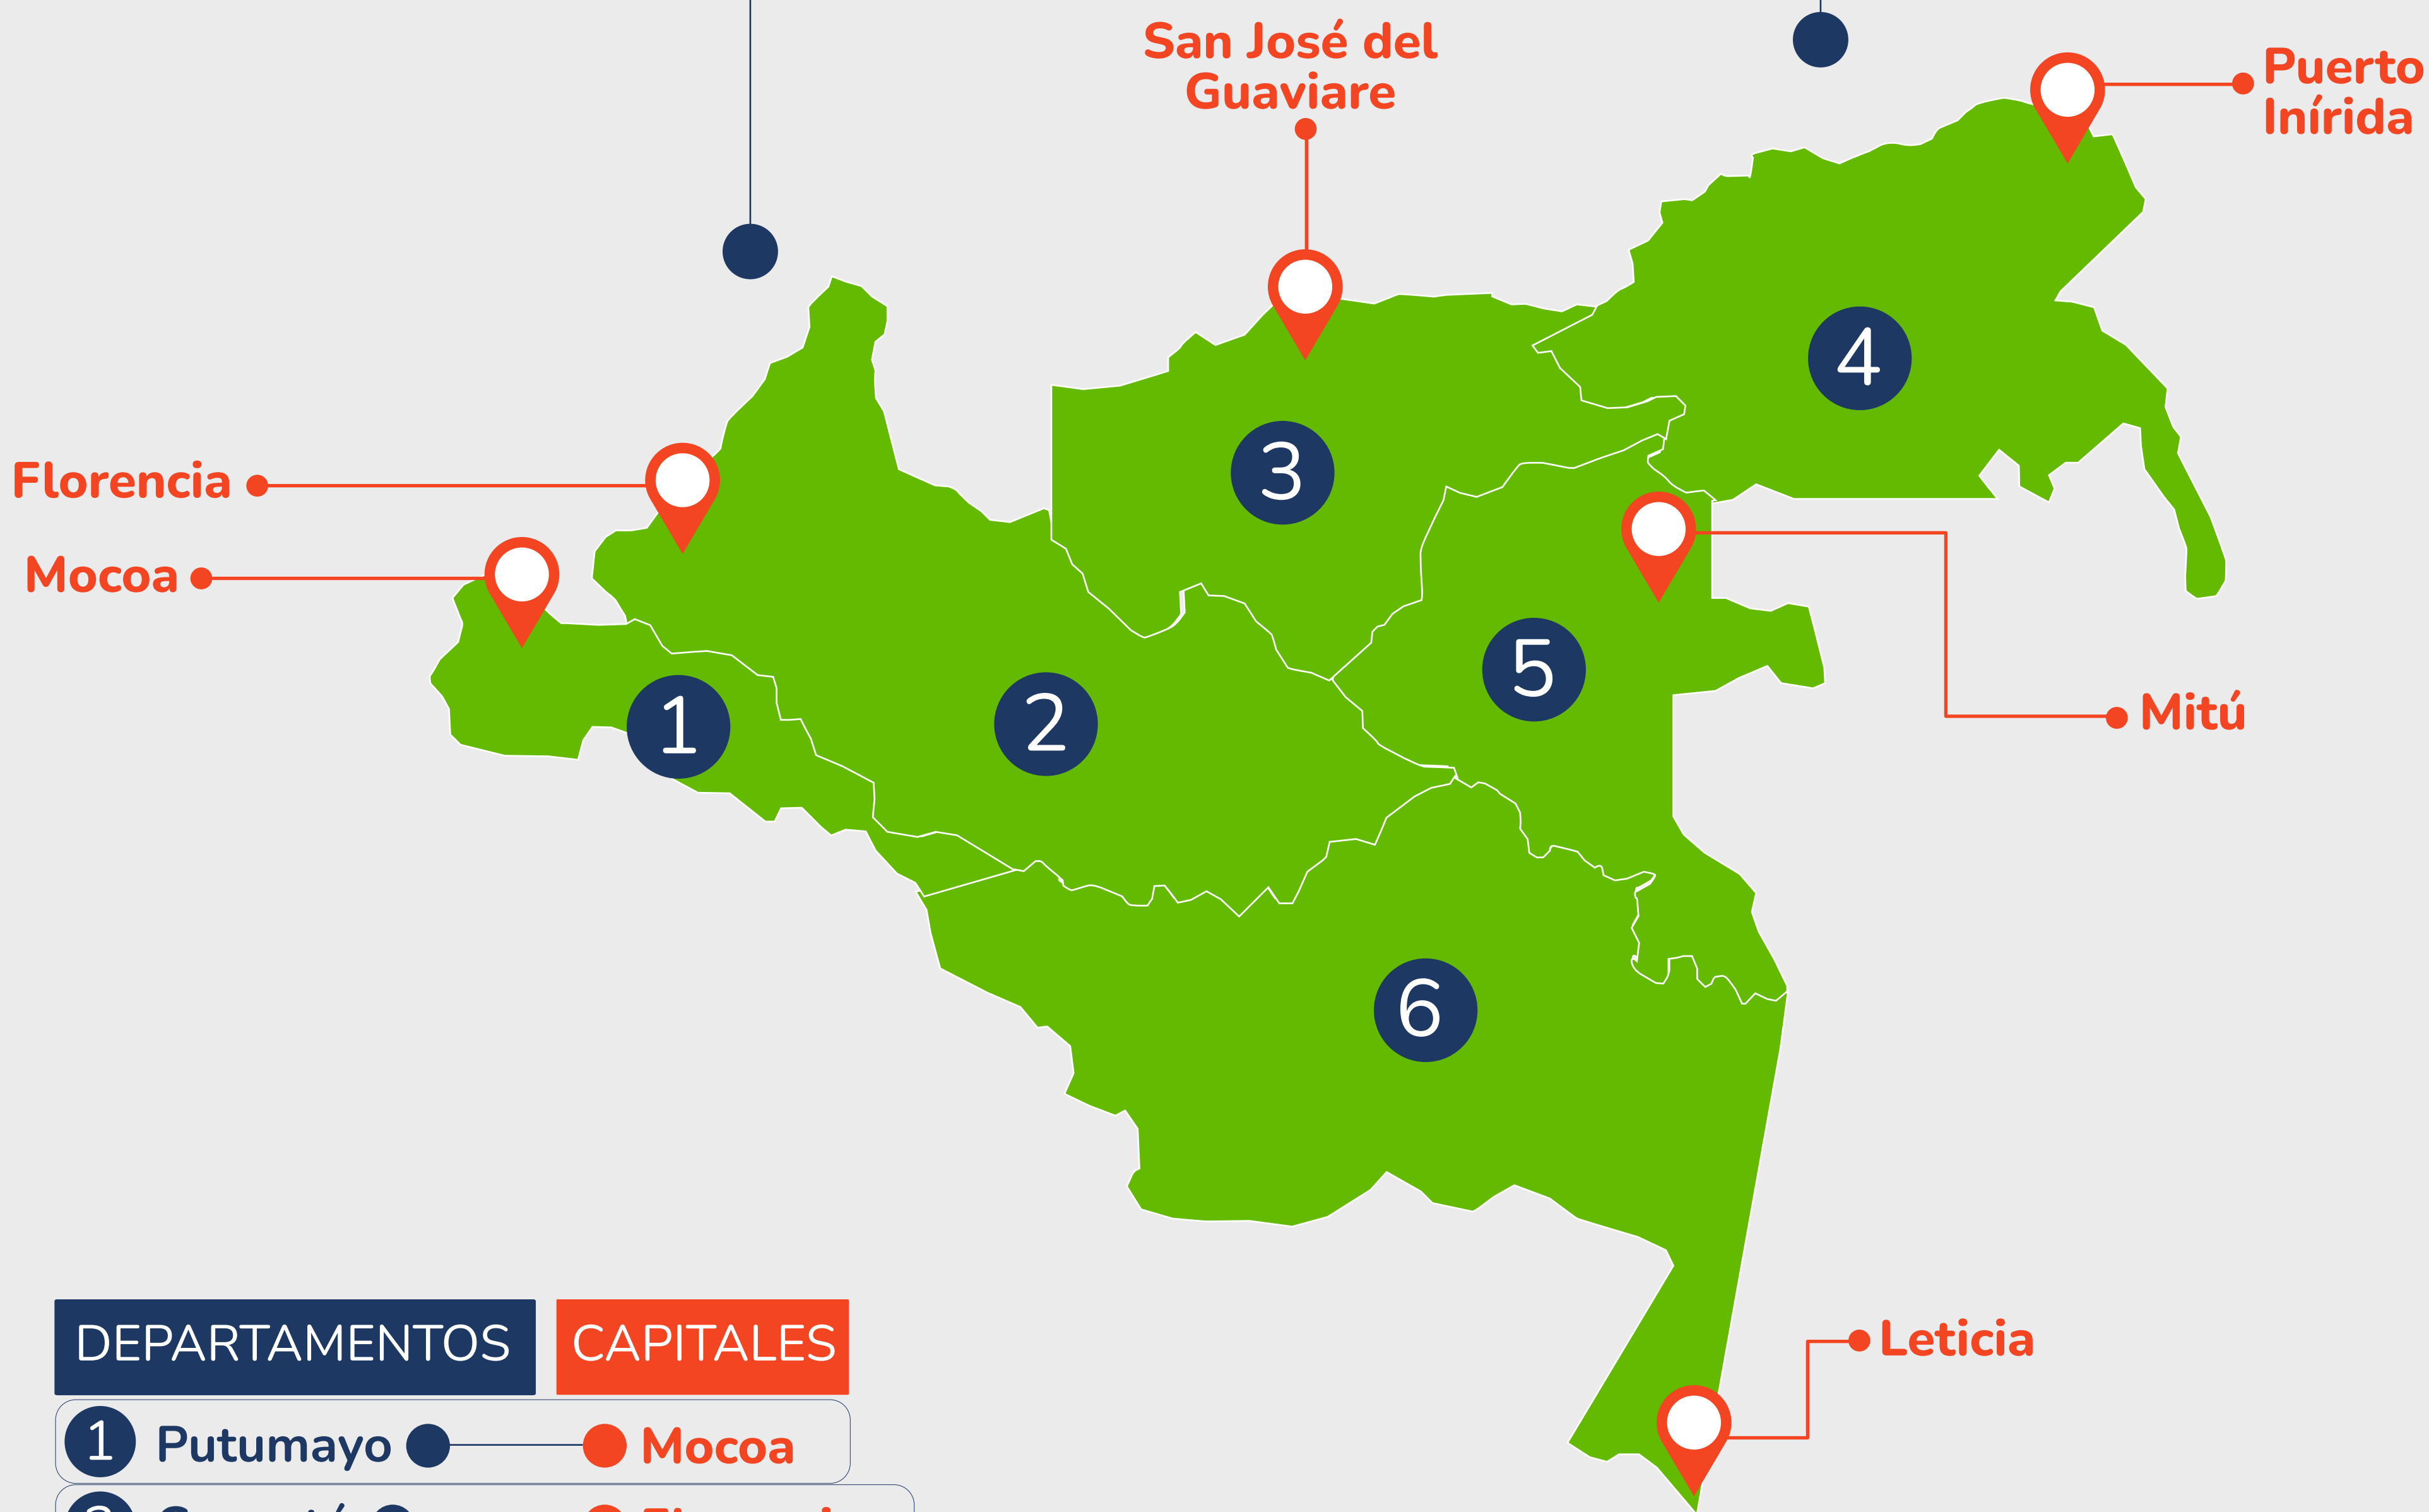 San José del
Guaviare
Puerto
Inírida
4
3
Florencia
Mocoa
5
1
2
Mitú
6
DEPARTAMENTOS CAPITALES
Leticia
1 Putumayo Mocoa